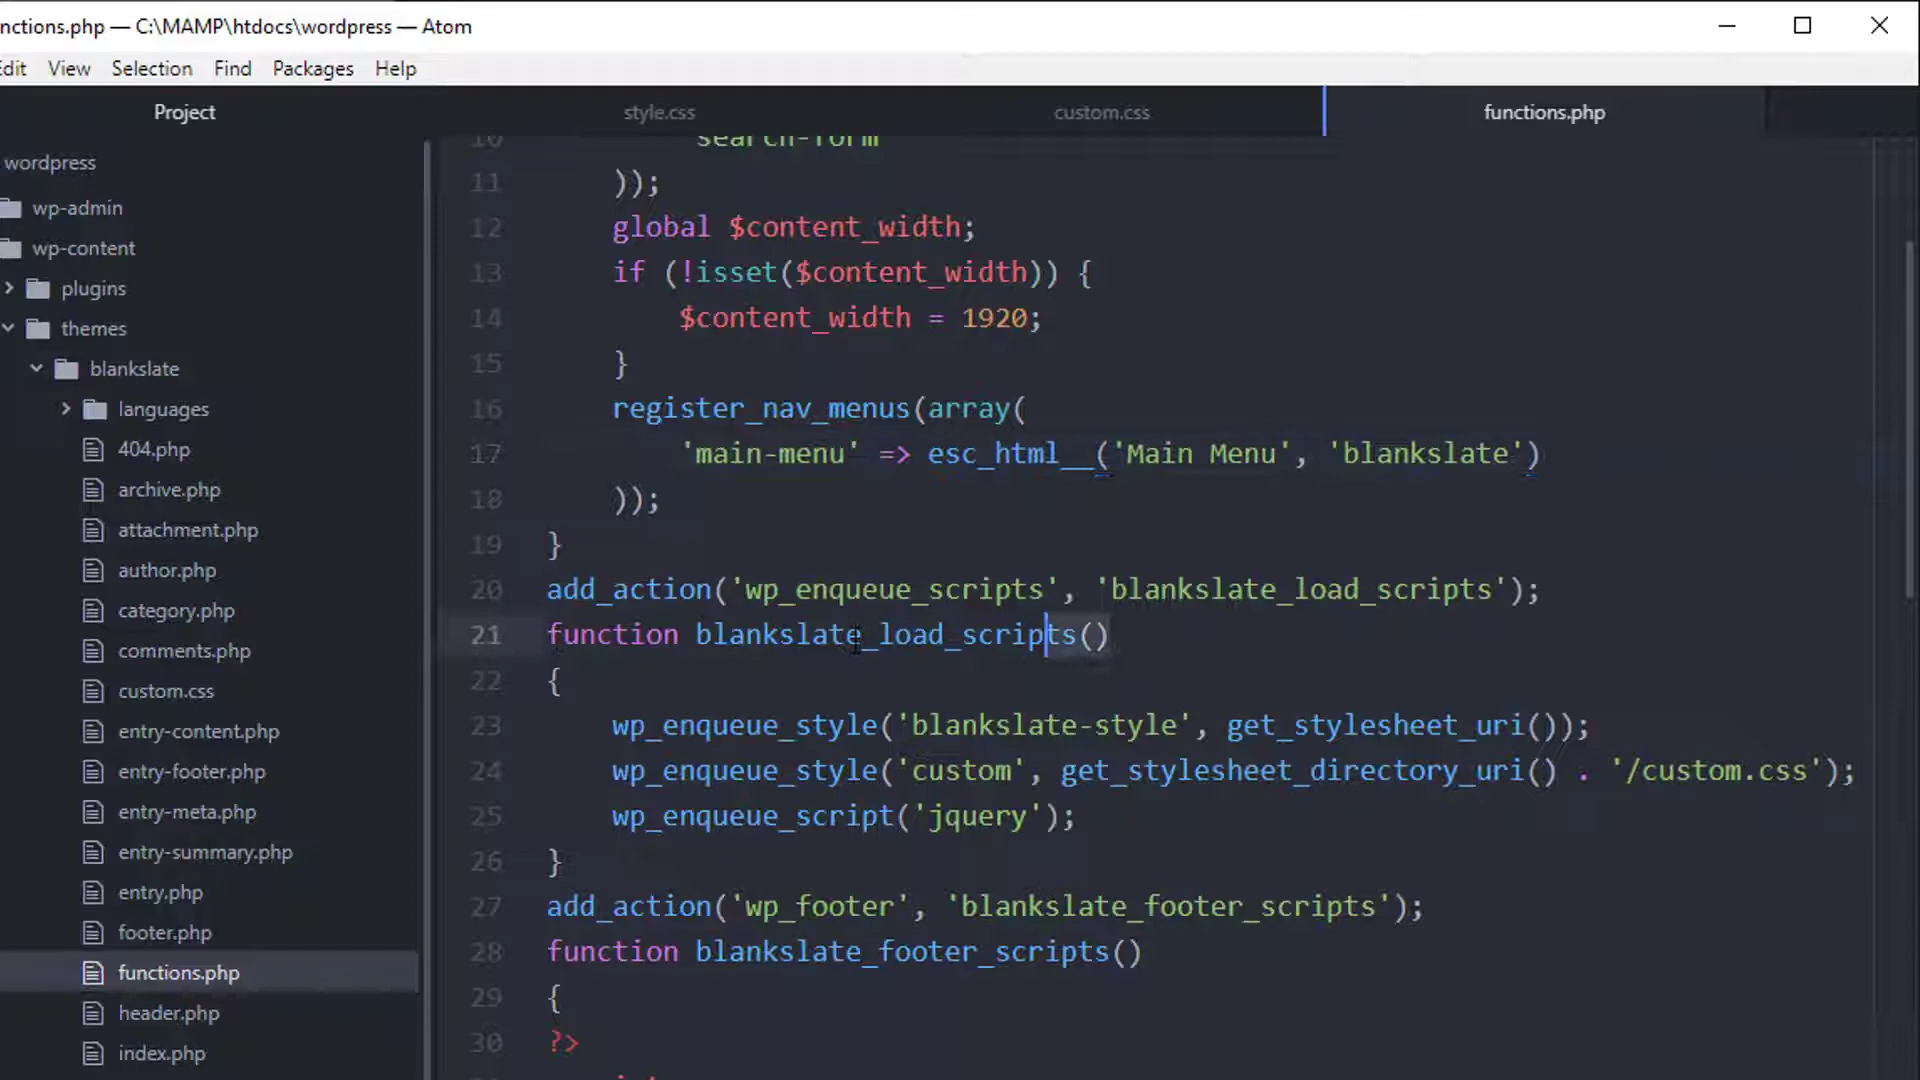 nctions.php — C:\MAMP\htdocs\wordpress — Atom
Edit View Selection Find Packages Help
Project
style.css
custom.css
functions.php
wordpress
wp-admin
wp-content
plugins
themes
blankslate
languages
404.php
archive.php
attachment.php
author.php
category.php
comments.php
custom.css
entry-content.php
entry-footer.php
entry-meta.php
entry-summary.php
entry.php
footer.php
functions.php
header.php
index.php
10 search-form
11 ));
12 global $content_width;
13 if (!isset($content_width)) {
14 $content_width = 1920;
15 }
16 register_nav_menus(array(
17 'main-menu' => esc_html__('Main Menu', 'blankslate')
18 ));
19 }
20 add_action('wp_enqueue_scripts', 'blankslate_load_scripts');
21 function blankslate_load_scripts()
22 {
23 wp_enqueue_style('blankslate-style', get_stylesheet_uri());
24 wp_enqueue_style('custom', get_stylesheet_directory_uri() . '/custom.css');
25 wp_enqueue_script('jquery');
26 }
27 add_action('wp_footer', 'blankslate_footer_scripts');
28 function blankslate_footer_scripts()
29 {
30 ?>